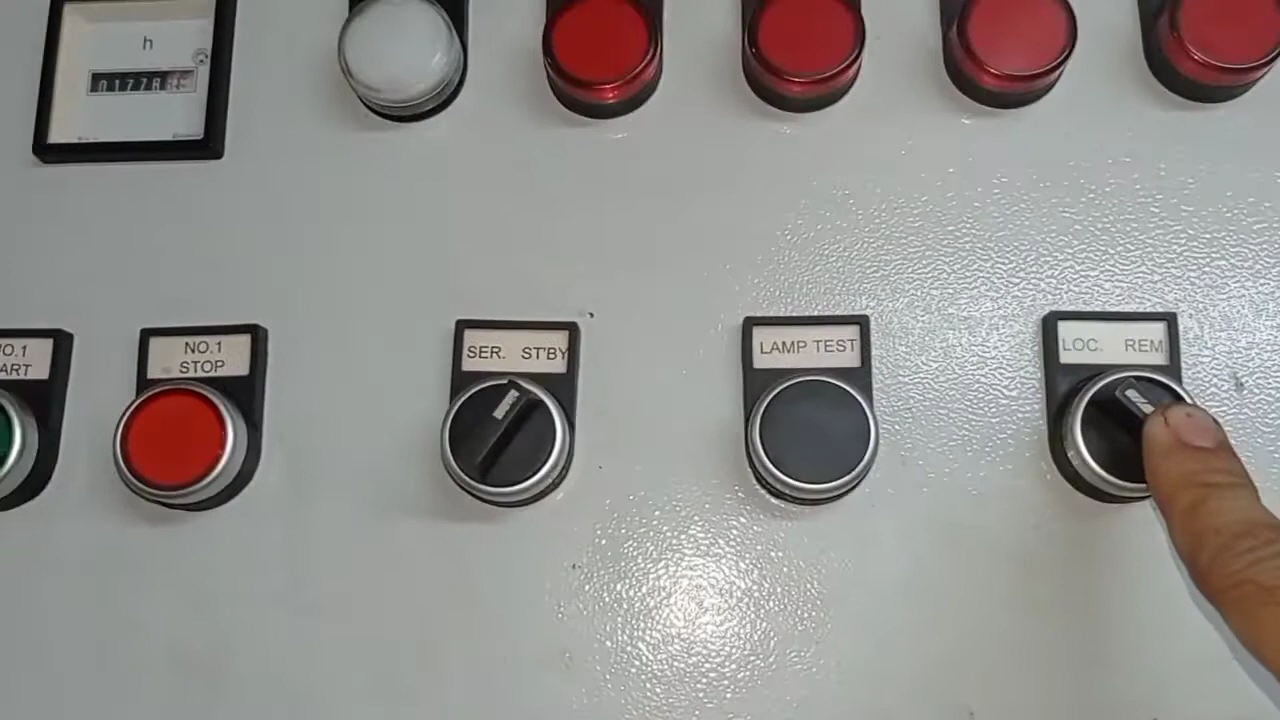 h
NO.1
STOP
SER. ST'BY
LAMP TEST
LOC. REM